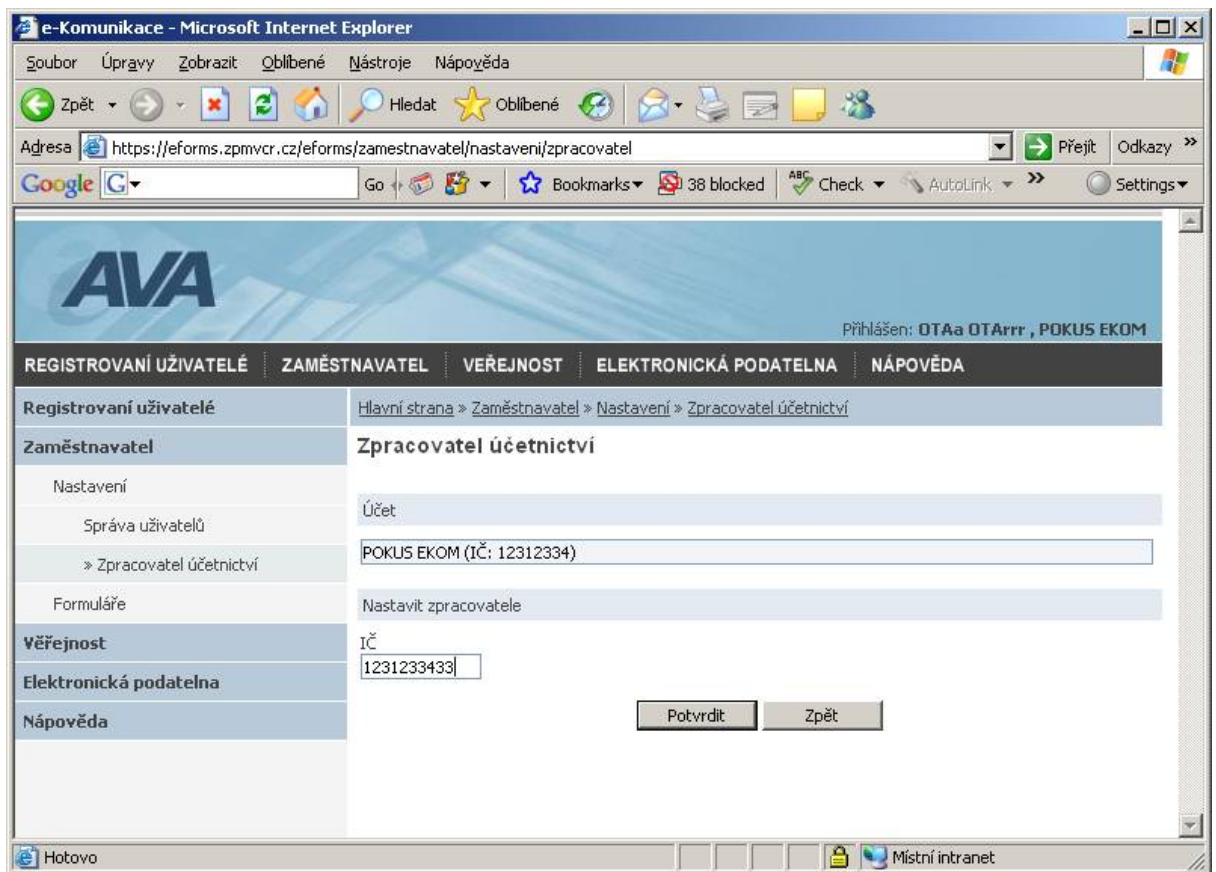 e-Komunikace - Microsoft Internet Explorer
Soubor Úpravy Zobrazit Oblíbené Nástroje Nápověda
Zpět Hledat Oblíbené
Adresa https://eforms.zpmvcr.cz/eforms/zamestnavatel/nastaveni/zpracovatel Přejít Odkazy »
Google G Go Bookmarks 38 blocked ABC Check AutoLink » Settings
AVA
Přihlášen: OTAa OTArrr , POKUS EKOM
REGISTROVANÍ UŽIVATELÉ ZAMĚSTNAVATEL VEŘEJNOST ELEKTRONICKÁ PODATELNA NÁPOVĚDA
Registrovaní uživatelé
Hlavní strana » Zaměstnavatel » Nastavení » Zpracovatel účetnictví
Zaměstnavatel
Zpracovatel účetnictví
Nastavení
Účet
Správa uživatelů
POKUS EKOM (IČ: 12312334)
» Zpracovatel účetnictví
Formuláře
Nastavit zpracovatele
Věřejnost
IČ
1231233433
Elektronická podatelna
Potvrdit Zpět
Nápověda
Hotovo Místní intranet